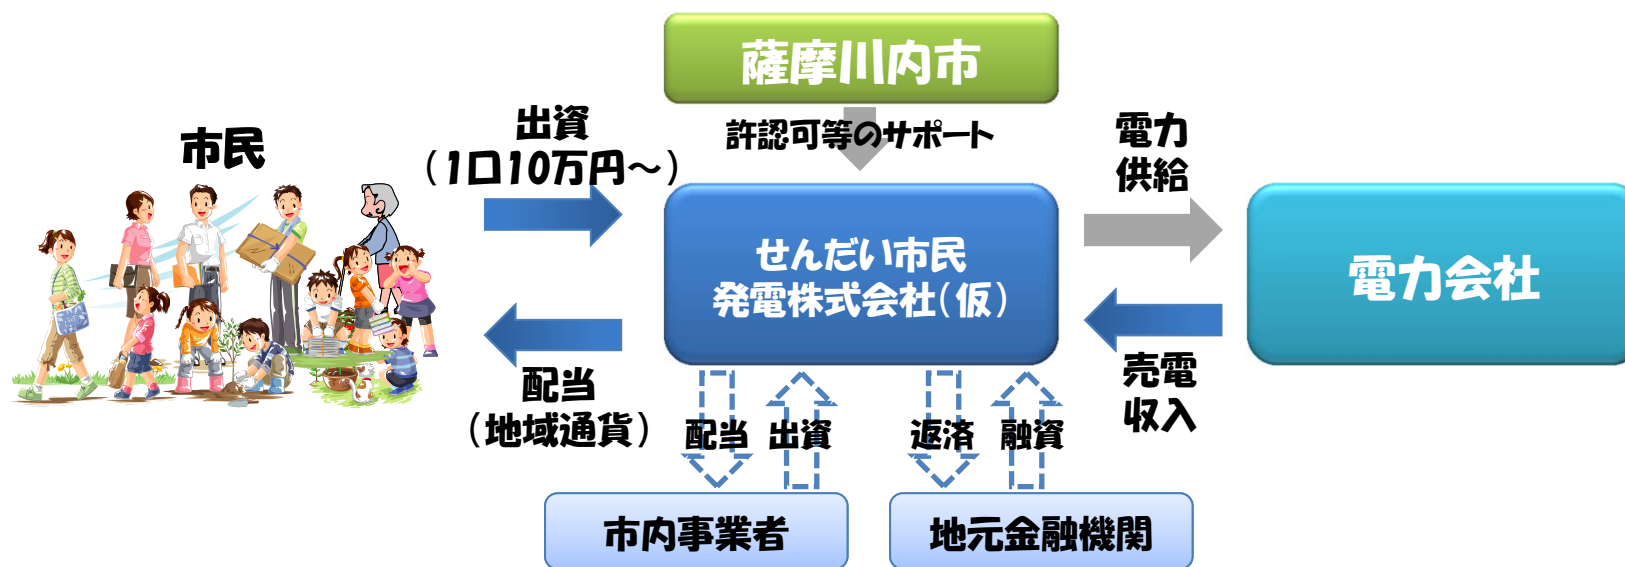 薩摩川内市
許認可等のサポート
市民
出資
（1口10万円～）
電力
供給
せんだい市民
発電株式会社(仮)
電力会社
配当
（地域通貨）
売電
収入
配当
出資
返済
融資
市内事業者
地元金融機関